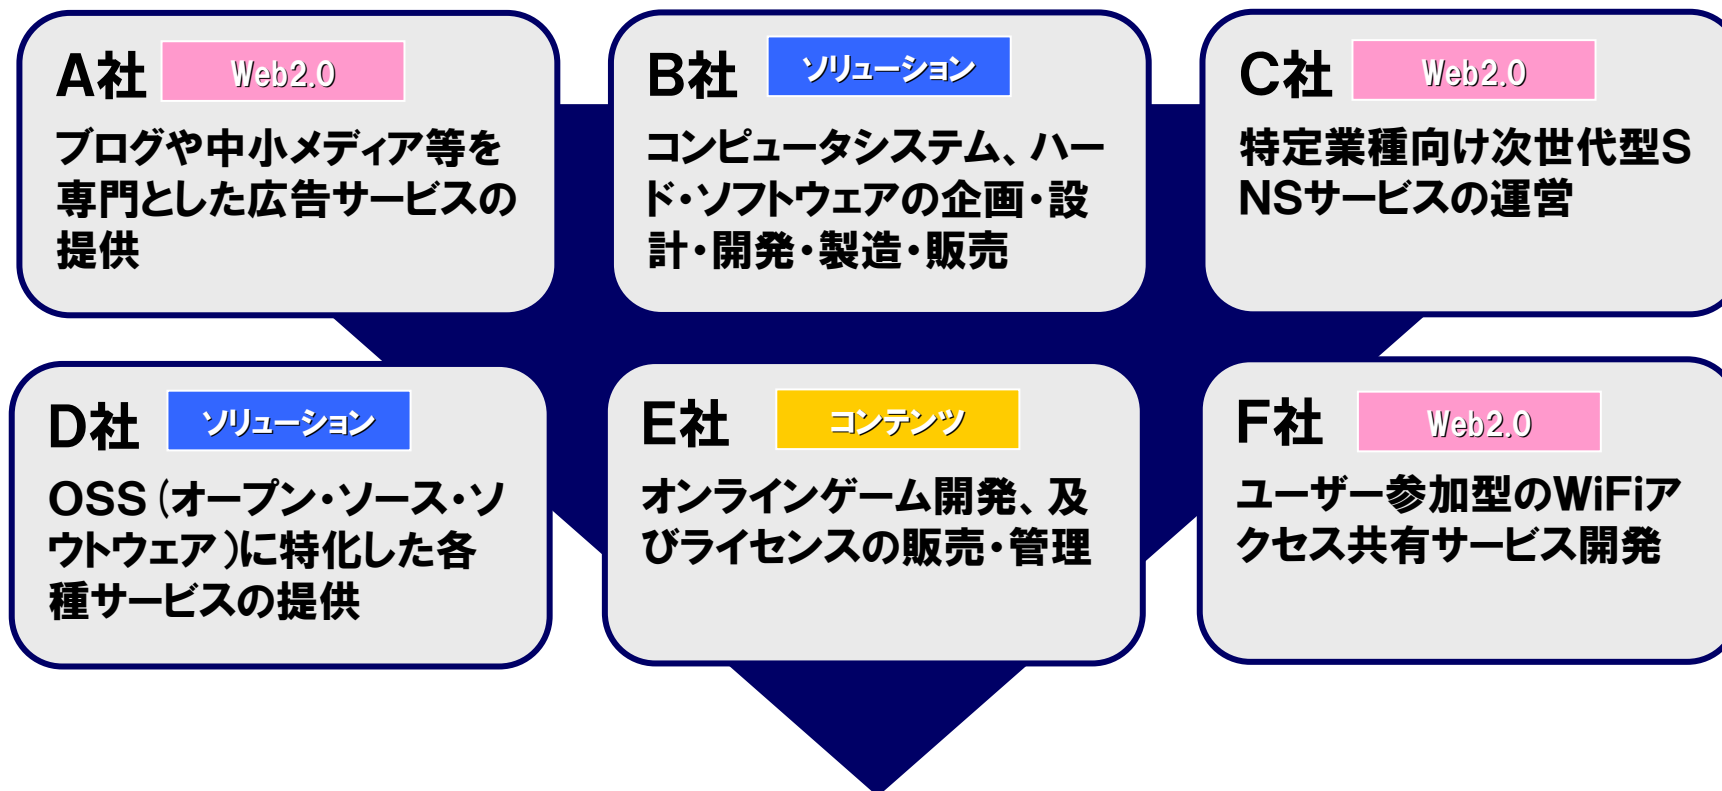 A社 Web2.0
ブログや中小メディア等を
専門とした広告サービスの
提供
B社 ソリューション
コンピュータシステム、ハー
ド・ソフトウェアの企画・設
計・開発・製造・販売
C社 Web2.0
特定業種向け次世代型S
NSサービスの運営
D社 ソリューション
OSS(オープン・ソース・ソ
ウトウェア)に特化した各
種サービスの提供
E社 コンテンツ
オンラインゲーム開発、及
びライセンスの販売・管理
F社 Web2.0
ユーザー参加型のWiFiア
クセス共有サービス開発